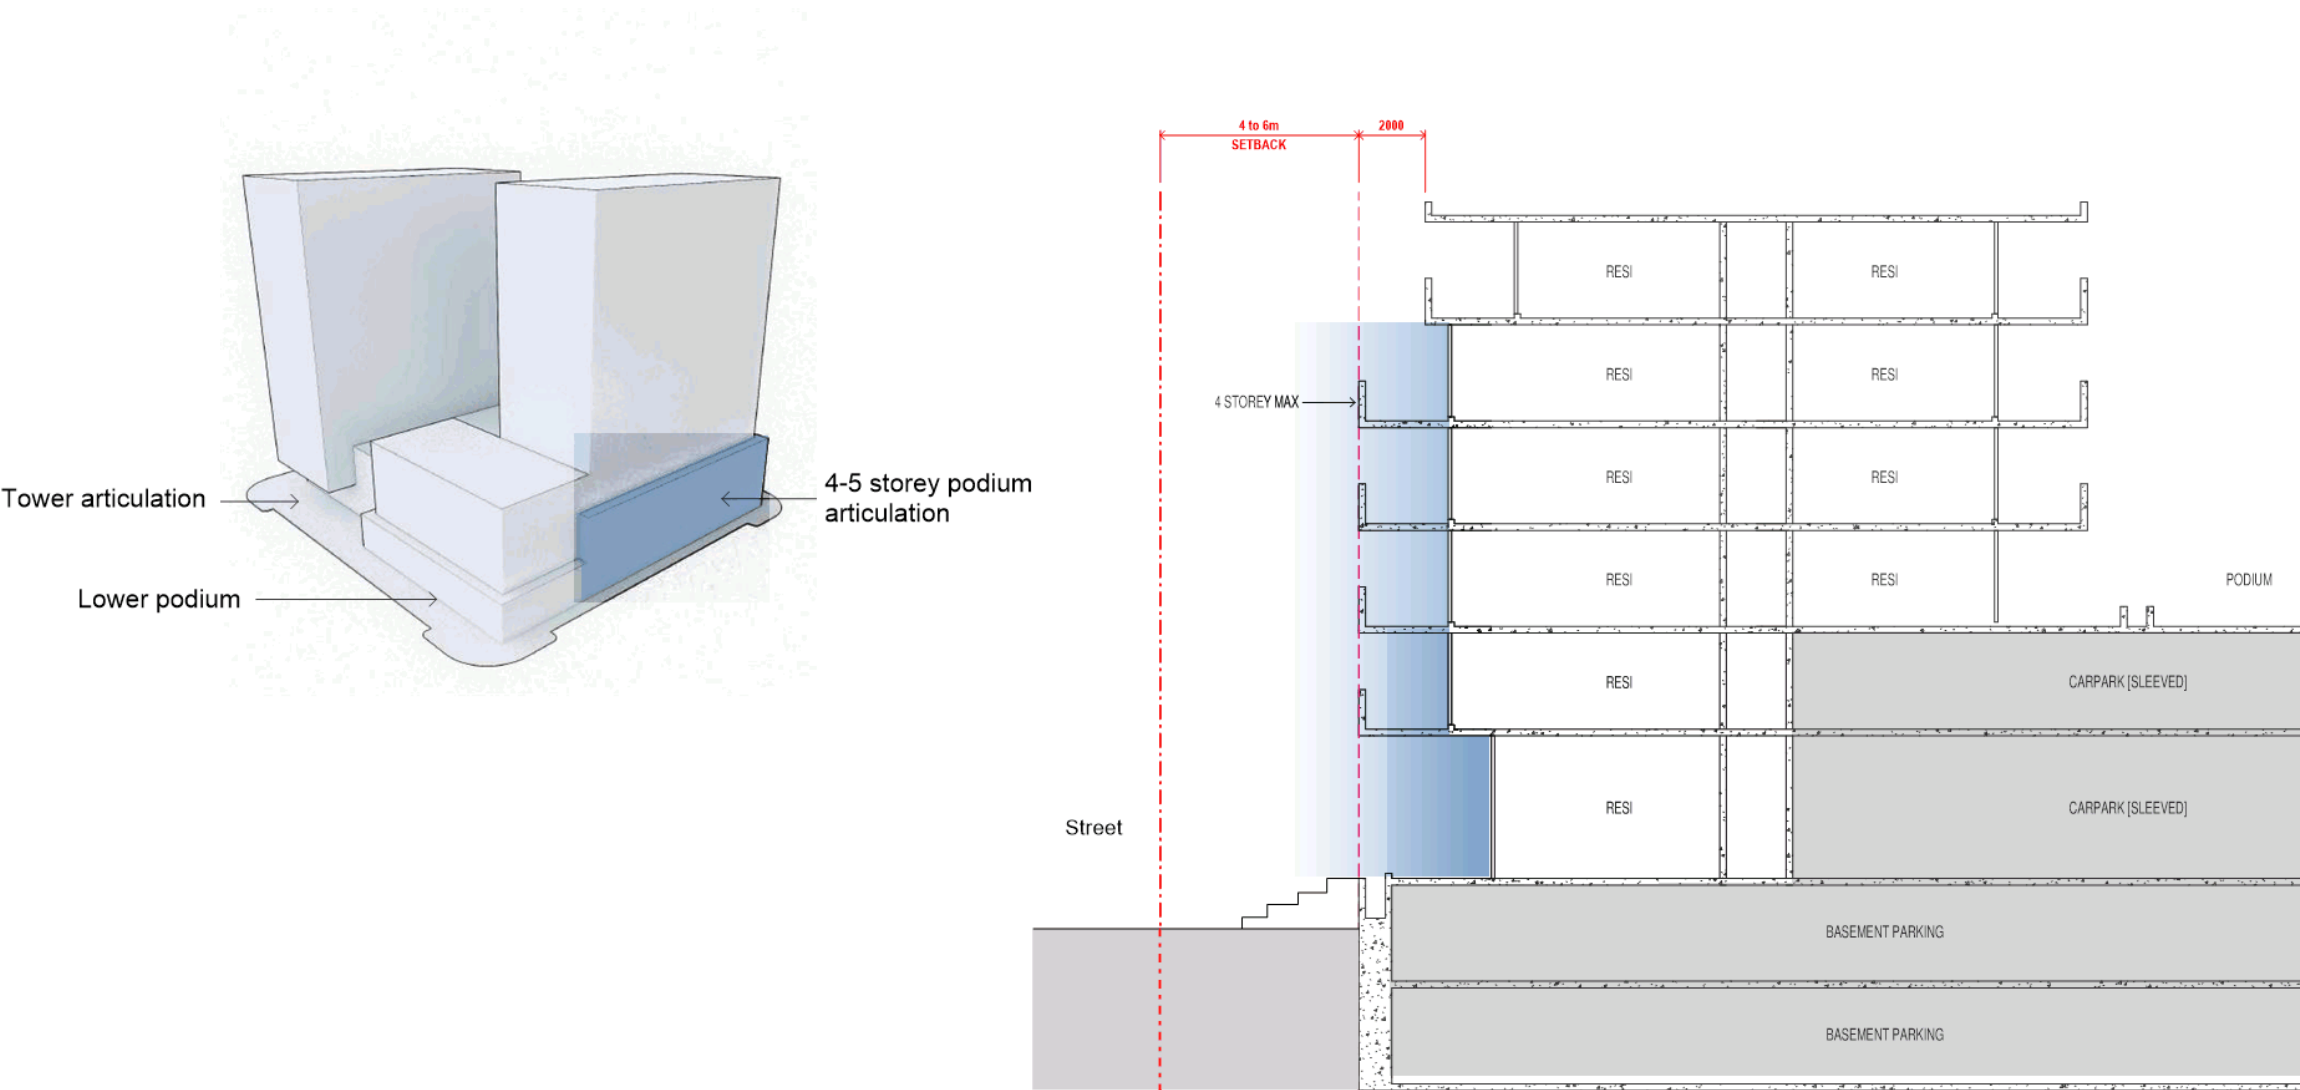 Tower articulation
Lower podium
4-5 storey podium
articulation
4 to 6m
SETBACK
2000
4 STOREY MAX
Street
RESI
RESI
RESI
RESI
RESI
RESI
RESI
RESI
PODIUM
RESI
CARPARK [SLEEVED]
RESI
CARPARK [SLEEVED]
BASEMENT PARKING
BASEMENT PARKING